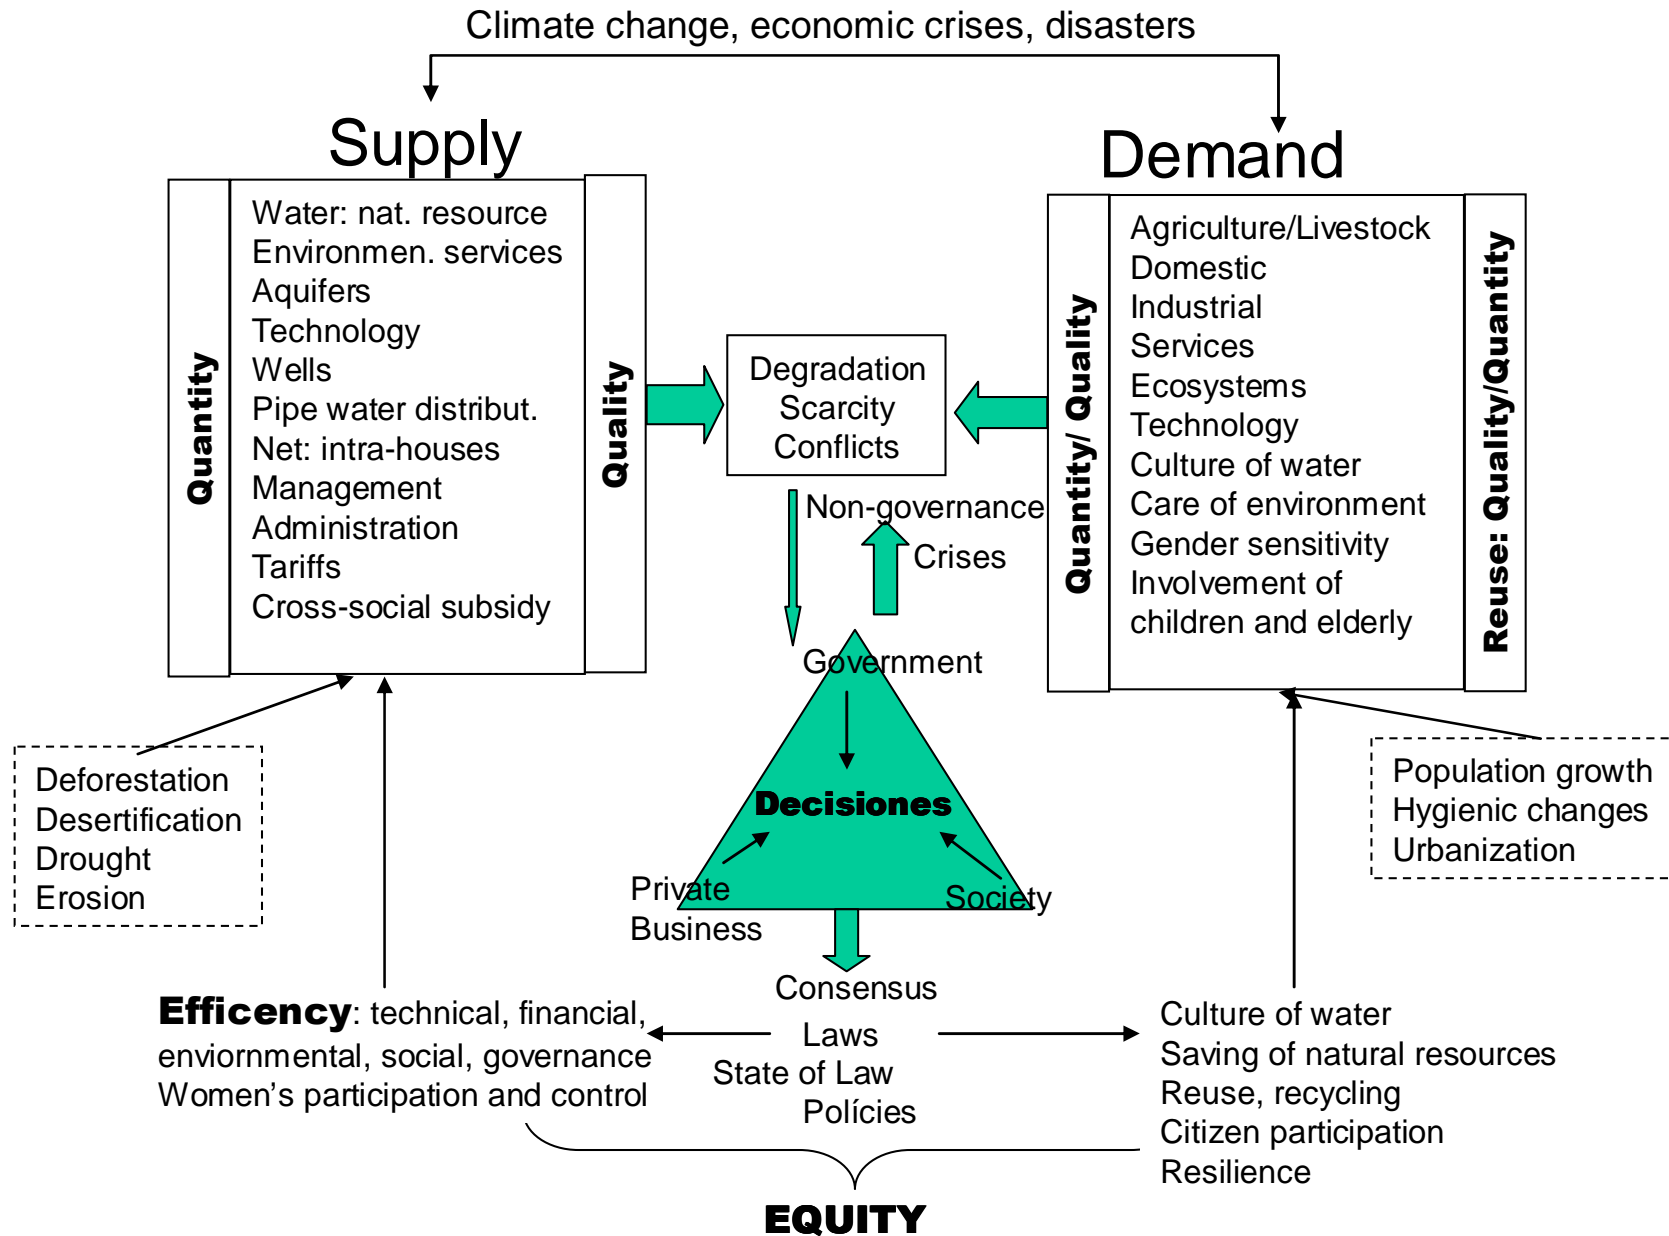 Climate change, economic crises, disasters
Supply
Demand
Quantity
Water: nat. resource
Environmen. services
Aquifers
Technology
Wells
Pipe water distribut.
Net: intra-houses
Management
Administration
Tariffs
Cross-social subsidy
Quality
Degradation
Scarcity
Conflicts
Quantity/ Quality
Agriculture/Livestock
Domestic
Industrial
Services
Ecosystems
Technology
Culture of water
Care of environment
Gender sensitivity
Involvement of
children and elderly
Reuse: Quality/Quantity
Non-governance
Crises
Government
Decisiones
Private
Business
Society
Deforestation
Desertification
Drought
Erosion
Population growth
Hygienic changes
Urbanization
Consensus
Laws
State of Law
Polícies
Efficency: technical, financial,
enviornmental, social, governance
Women's participation and control
Culture of water
Saving of natural resources
Reuse, recycling
Citizen participation
Resilience
EQUITY